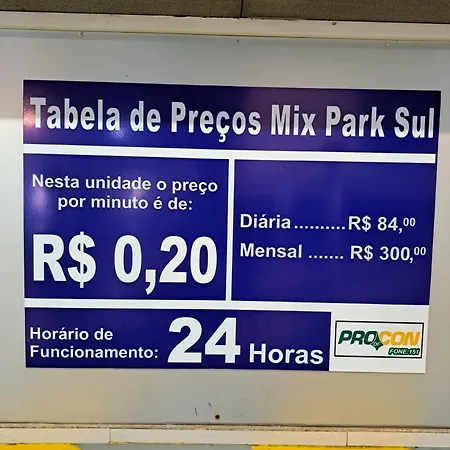 Tabela de Preços Mix Park Sul
Nesta unidade o preço
por minuto é de:
R$ 0,20
Diária..........R$ 84,00
Mensal ....... R$ 300,00
Horário de
Funcionamento: 24 Horas
PROCON
FONE:151